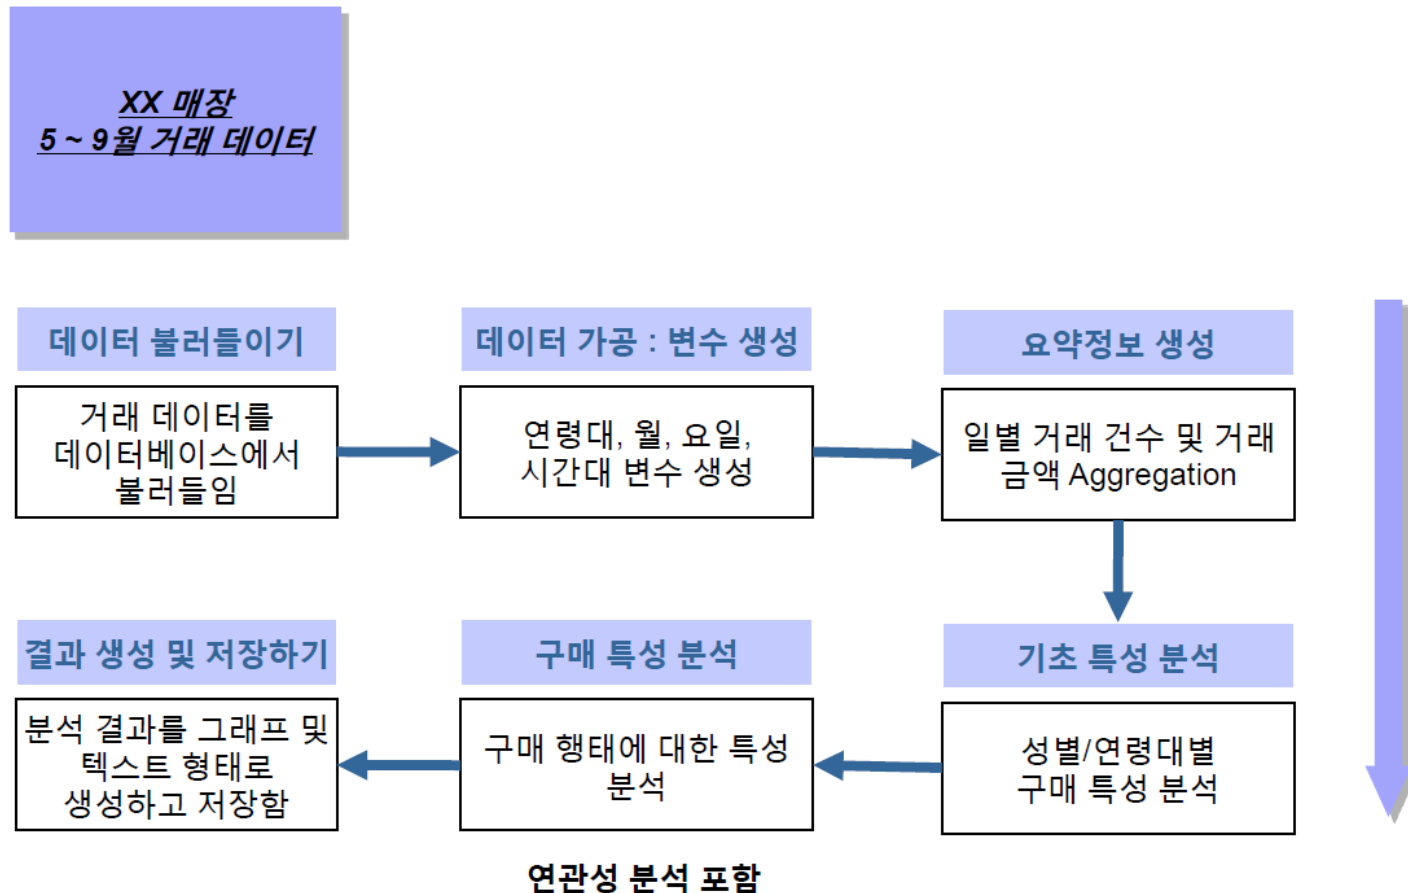 XX 매장
5 ~ 9월 거래 데이터
데이터 불러들이기
거래 데이터를
데이터베이스에서
불러들임
데이터 가공 : 변수 생성
연령대, 월, 요일,
시간대 변수 생성
요약정보 생성
일별 거래 건수 및 거래
금액 Aggregation
기초 특성 분석
성별/연령대별
구매 특성 분석
구매 특성 분석
구매 행태에 대한 특성
분석
연관성 분석 포함
결과 생성 및 저장하기
분석 결과를 그래프 및
텍스트 형태로
생성하고 저장함